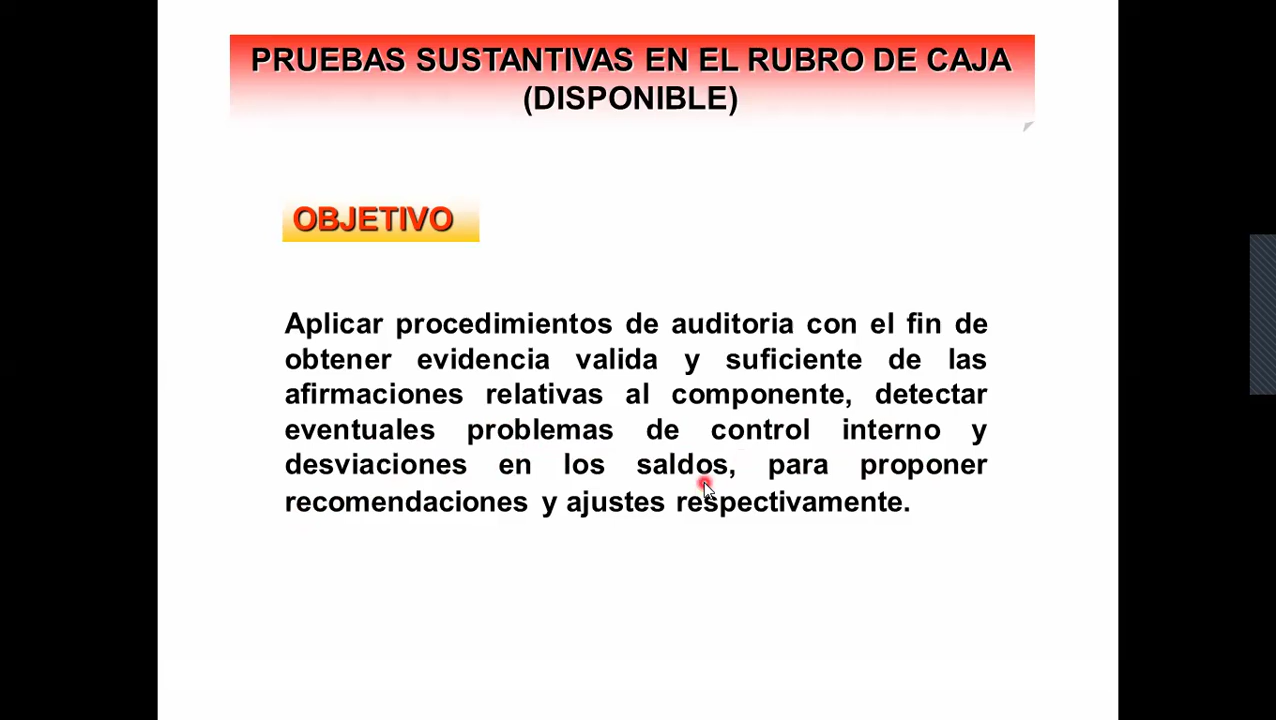 PRUEBAS SUSTANTIVAS EN EL RUBRO DE CAJA
(DISPONIBLE)
OBJETIVO
Aplicar procedimientos de auditoria con el fin de
obtener evidencia valida y suficiente de las
afirmaciones relativas al componente, detectar
eventuales problemas de control interno y
desviaciones en los saldos, para proponer
recomendaciones y ajustes respectivamente.